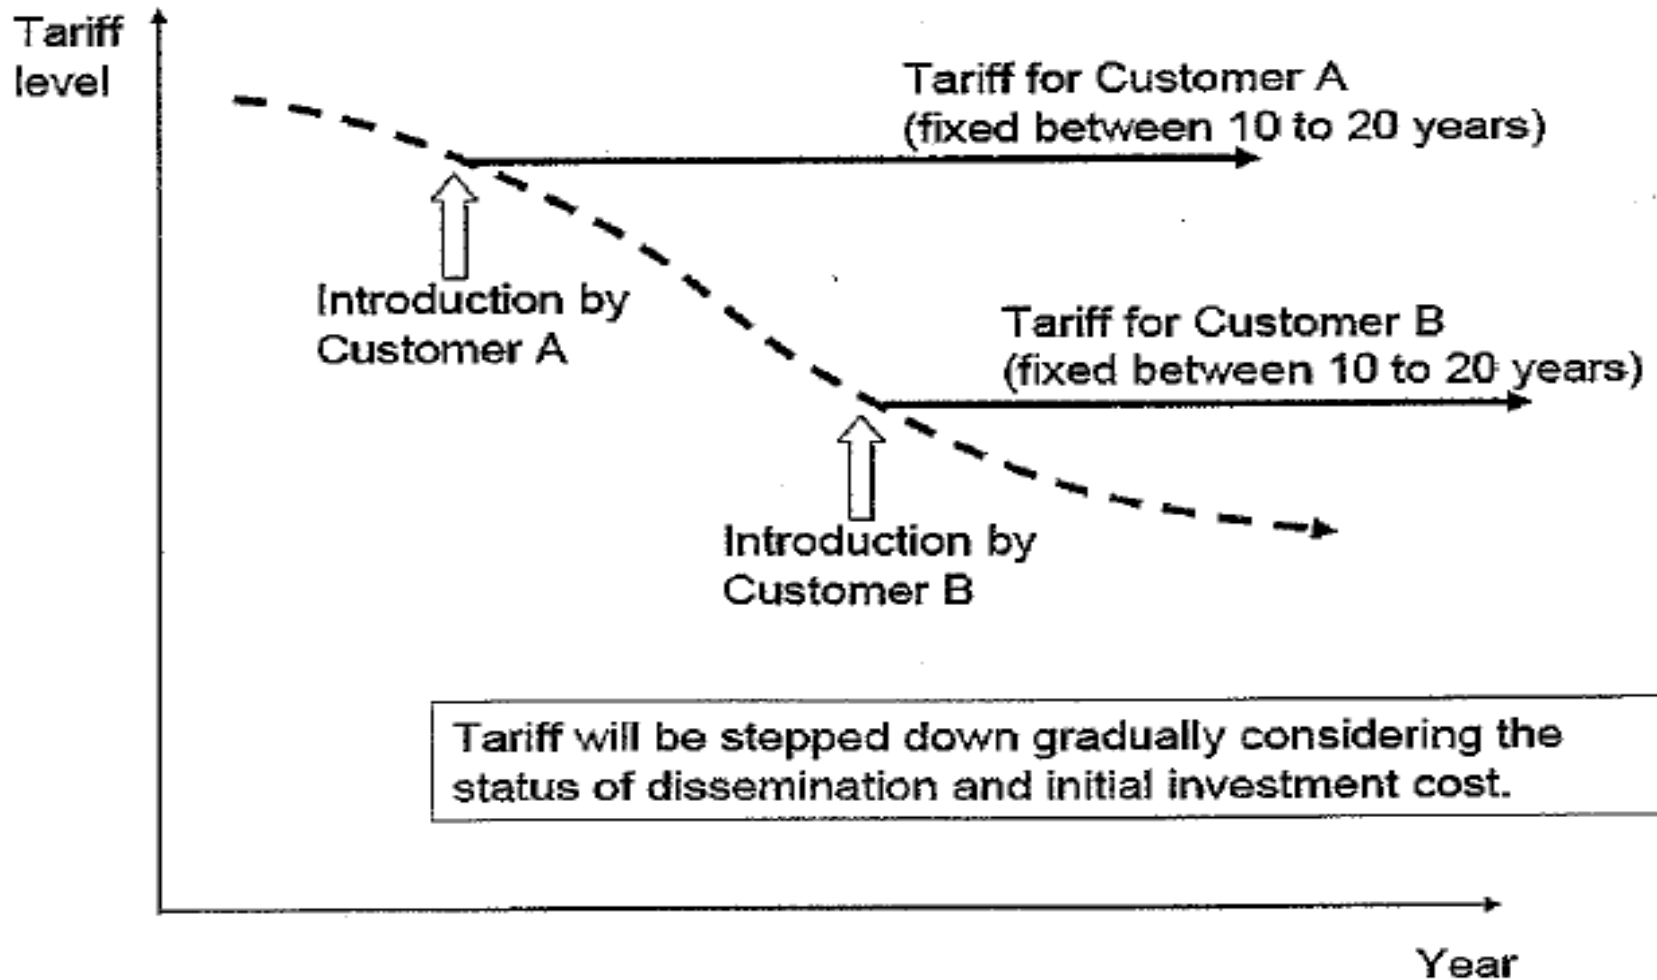 Tariff
level
Tariff for Customer A
(fixed between 10 to 20 years)
Introduction by
Customer A
Tariff for Customer B
(fixed between 10 to 20 years)
Introduction by
Customer B
Tariff will be stepped down gradually considering the
status of dissemination and initial investment cost.
Year